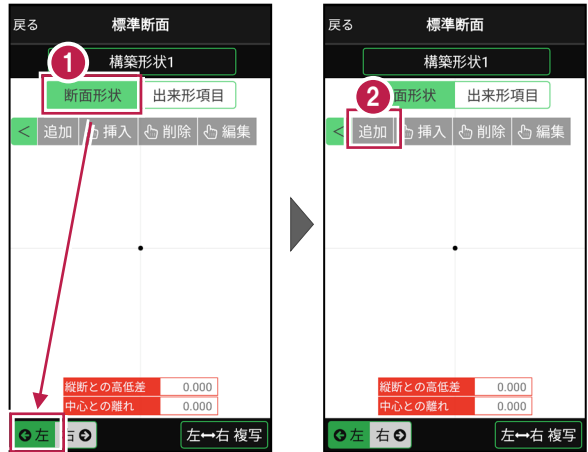 戻る 標準断面
構築形状1
1
断面形状 出来形項目
< 追加 挿入 削除 編集
縦断との高低差 0.000
中心との離れ 0.000
左 右 左↔右 複写
戻る 標準断面
構築形状1
2
面形状 出来形項目
< 追加 挿入 削除 編集
縦断との高低差 0.000
中心との離れ 0.000
左 右 左↔右 複写